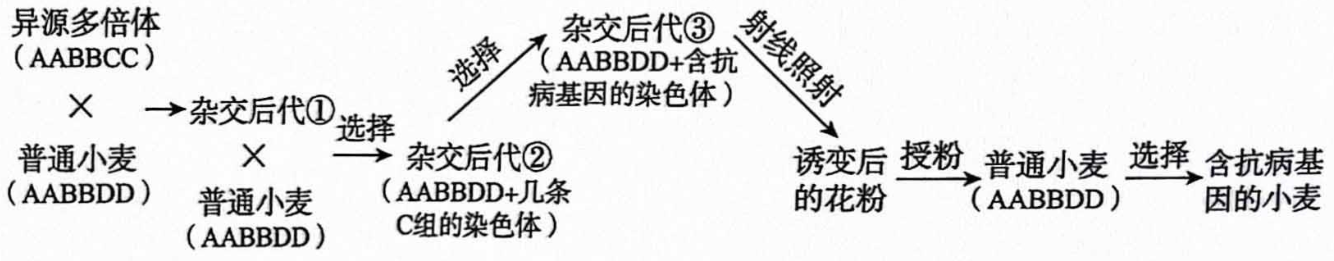 异源多倍体
(AABBCC)
×
普通小麦
(AABBDD)
杂交后代①
×
普通小麦
(AABBDD)
选择
杂交后代②
(AABBDD+几条
C组的染色体)
选择
杂交后代③
(AABBDD+含抗
病基因的染色体)
射线照射
诱变后
的花粉
授粉
普通小麦
(AABBDD)
选择
含抗病基
因的小麦